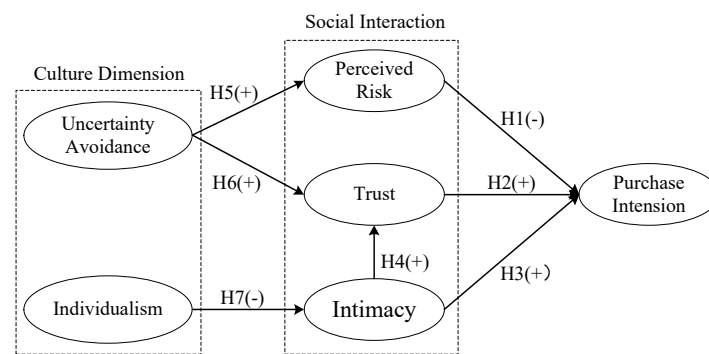 Social Interaction
Culture Dimension
Perceived
Risk
H5(+)
H1(-)
Uncertainty
Avoidance
H6(+)
Trust
H2(+)
Purchase
Intension
H4(+)
H3(+）
Individualism
H7(-)
Intimacy